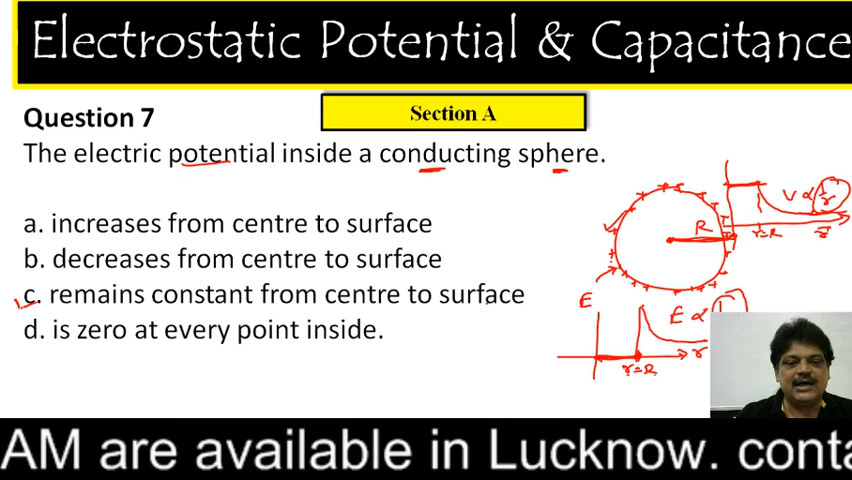 Electrostatic Potential & Capacitance
Section A
Question 7
The electric potential inside a conducting sphere.
a. increases from centre to surface
b. decreases from centre to surface
c. remains constant from centre to surface
d. is zero at every point inside.
R
V ∝ 1/r
r=R
r
E
E ∝
r
r=R
AM are available in Lucknow. conta